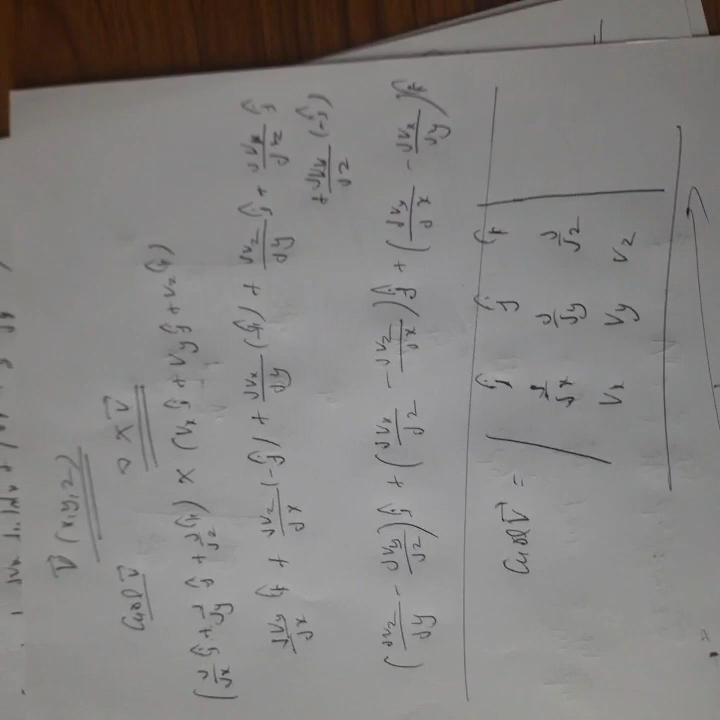 V⃗ (x,y,z)
Curl V⃗ ∇ × V⃗
(∂/∂x î + ∂/∂y ĵ + ∂/∂z k̂) × (Vx î + Vy ĵ + Vz k̂)
∂Vy/∂x k̂ + ∂Vz/∂x (-ĵ) + ∂Vx/∂y (-k̂) + ∂Vz/∂y î + ∂Vx/∂z ĵ
+ ∂Vy/∂z (-î)
(∂Vz/∂y - ∂Vy/∂z) î + (∂Vx/∂z - ∂Vz/∂x) ĵ + (∂Vy/∂x - ∂Vx/∂y) k̂
Curl V⃗ = | î ĵ k̂ |
∂/∂x ∂/∂y ∂/∂z
Vx Vy Vz